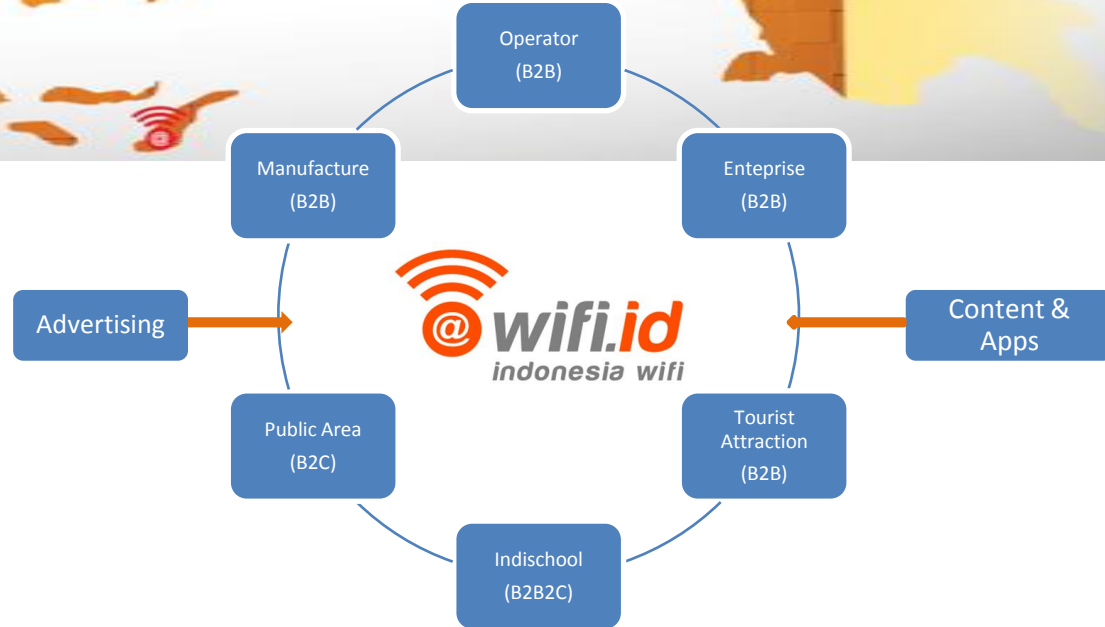 Operator
(B2B)
Manufacture
(B2B)
Enteprise
(B2B)
@ wifi.id
indonesia wifi
Advertising
Content &
Apps
Public Area
(B2C)
Tourist
Attraction
(B2B)
Indischool
(B2B2C)
@